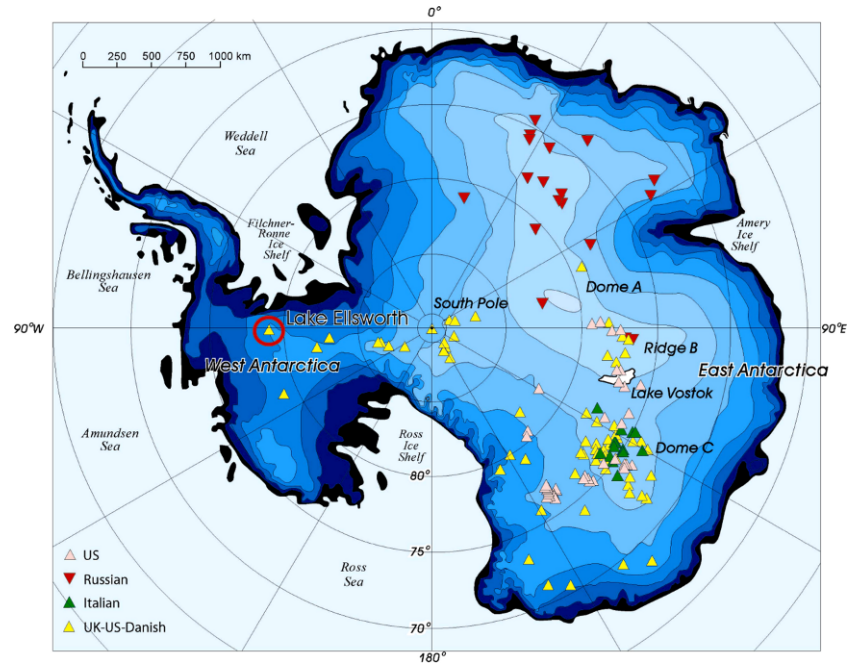 0°
0 250 500 750 1000 km
Weddell
Sea
Filchner-
Ronne
Ice
Shelf
Amery
Ice
Shelf
Bellingshausen
Sea
Dome A
South Pole
90°W
Lake Ellsworth
90°E
Ridge B
West Antarctica
East Antarctica
Lake Vostok
Amundsen
Sea
Ross
Ice
Shelf
Dome C
80°
75°
Ross
Sea
70°
180°
US
Russian
Italian
UK-US-Danish